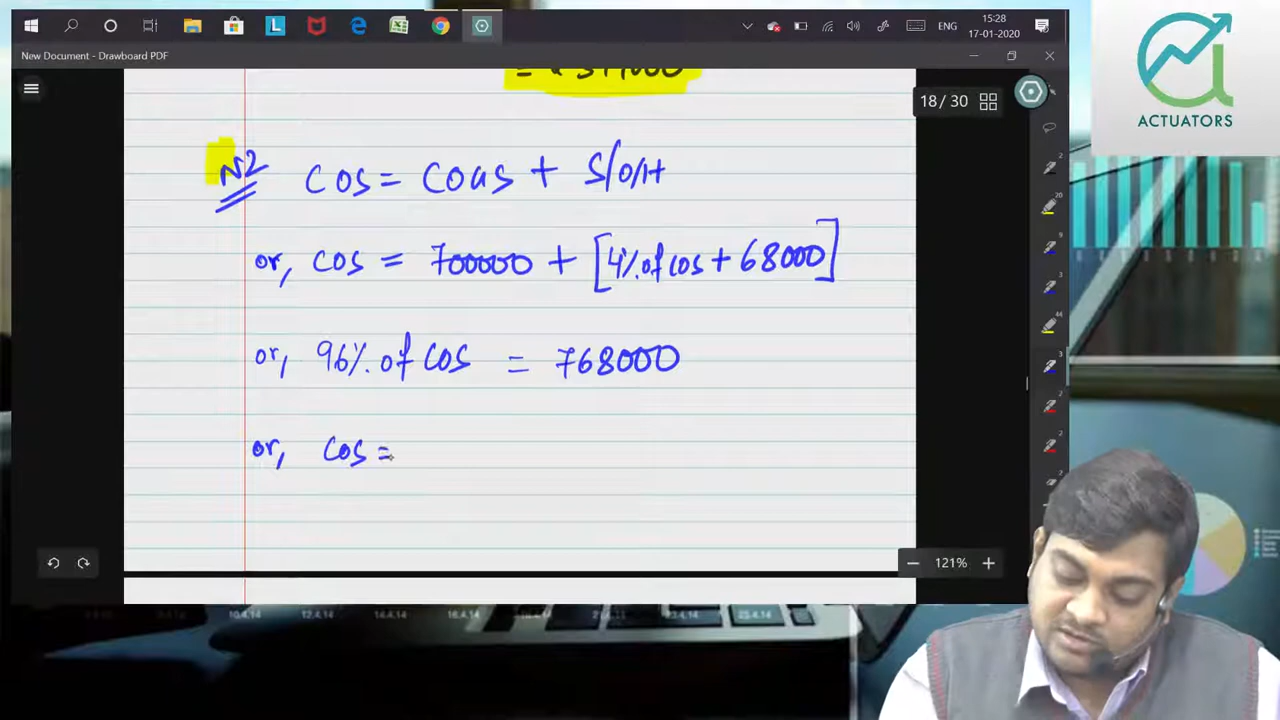 15:28
ENG
17-01-2020
New Document - Drawboard PDF
ACTUATORS
18 / 30
N2 COS = COGS + S/O/H
or, COS = 700000 + [4% of COS + 68000]
or, 96% of COS = 768000
or, COS =
121%